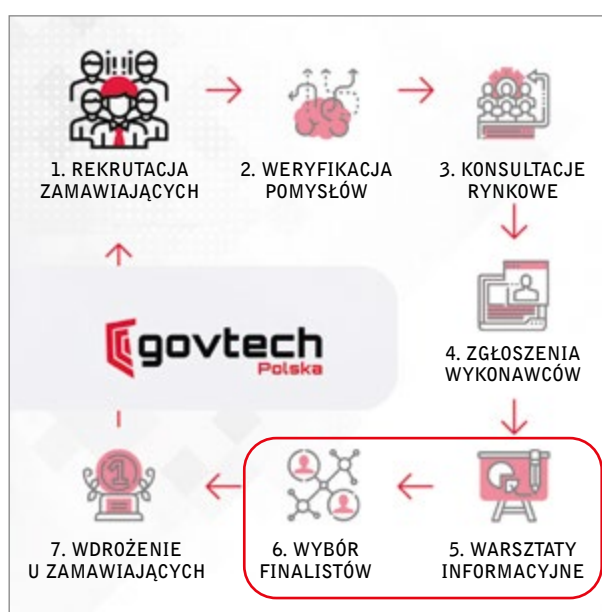 1. REKRUTACJA
ZAMAWIAJĄCYCH
2. WERYFIKACJA
POMYSŁÓW
3. KONSULTACJE
RYNKOWE
govtech
Polska
4. ZGŁOSZENIA
WYKONAWCÓW
1
7. WDROŻENIE
U ZAMAWIAJĄCYCH
6. WYBÓR
FINALISTÓW
5. WARSZTATY
INFORMACYJNE